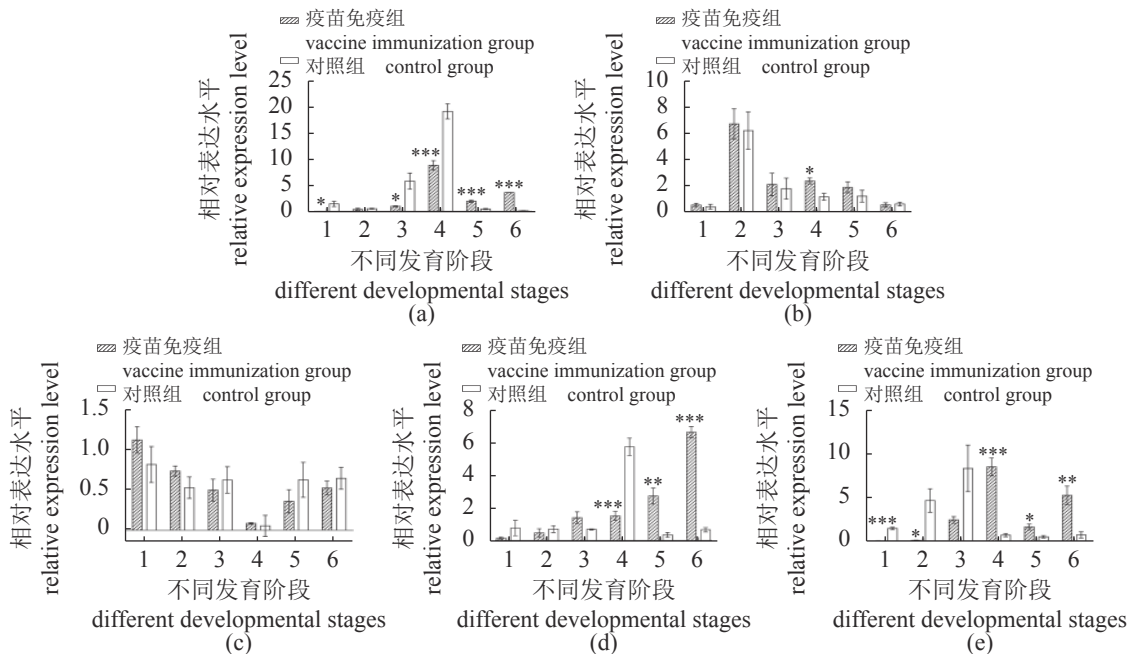 疫苗免疫组
vaccine immunization group
对照组 control group
相对表达水平
relative expression level
25
20
15
10
5
0
* * *** *** ***
1 2 3 4 5 6
不同发育阶段
different developmental stages
(a)
疫苗免疫组
vaccine immunization group
对照组 control group
相对表达水平
relative expression level
10
8
6
4
2
0
*
1 2 3 4 5 6
不同发育阶段
different developmental stages
(b)
疫苗免疫组
vaccine immunization group
对照组 control group
相对表达水平
relative expression level
1.5
1.0
0.5
0
1 2 3 4 5 6
不同发育阶段
different developmental stages
(c)
疫苗免疫组
vaccine immunization group
对照组 control group
相对表达水平
relative expression level
8
6
4
2
0
*** ** ***
1 2 3 4 5 6
不同发育阶段
different developmental stages
(d)
疫苗免疫组
vaccine immunization group
对照组 control group
相对表达水平
relative expression level
15
10
5
0
*** * *** * **
1 2 3 4 5 6
不同发育阶段
different developmental stages
(e)